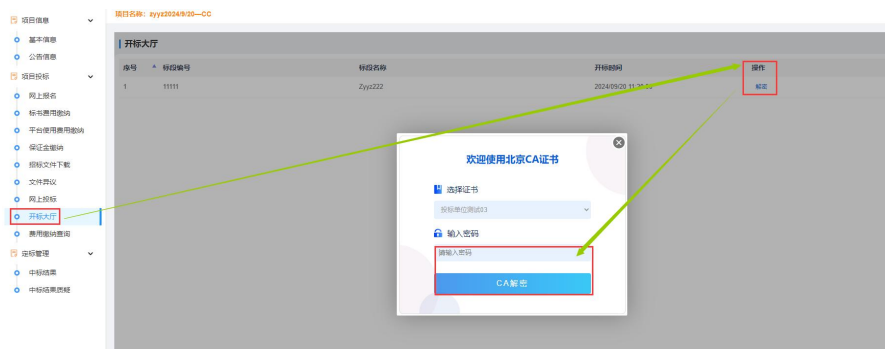 项目名称：zyyz2024/9/20—CC
项目信息
基本信息
公告信息
项目投标
网上报名
标书费用缴纳
平台使用费用缴纳
保证金缴纳
招标文件下载
文件异议
网上投标
开标大厅
费用缴纳查询
定标管理
中标结果
中标结果质疑
开标大厅
序号 标段编号 标段名称 开标时间 操作
1 11111 Zyyz222 2024/09/20 11:20:00 解密
欢迎使用北京CA证书
选择证书
投标单位测试03
输入密码
请输入密码
CA解密